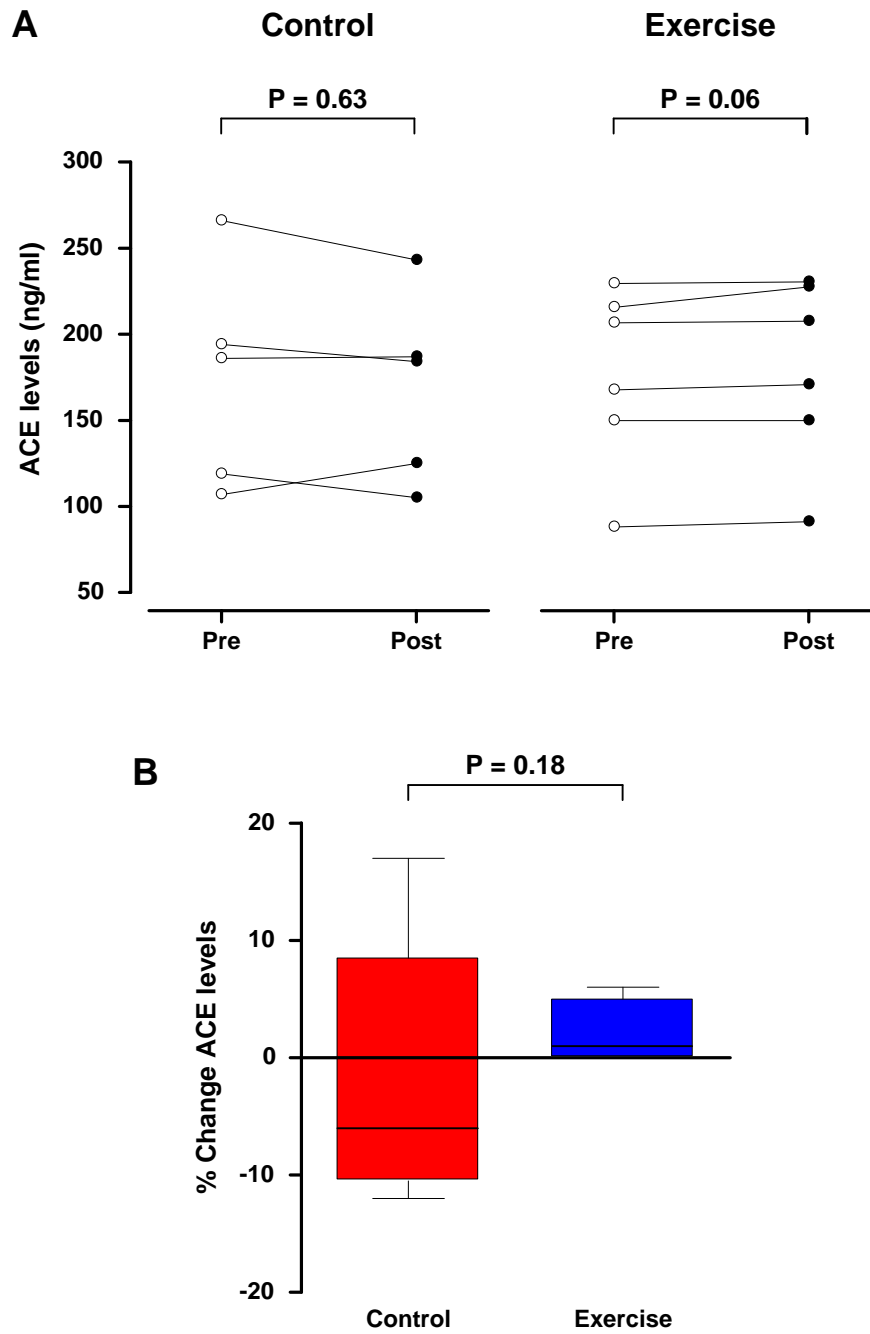 A
Control
Exercise
P = 0.63
P = 0.06
ACE levels (ng/ml)
300
250
200
150
100
50
Pre
Post
Pre
Post
B
P = 0.18
% Change ACE levels
20
10
0
-10
-20
Control
Exercise